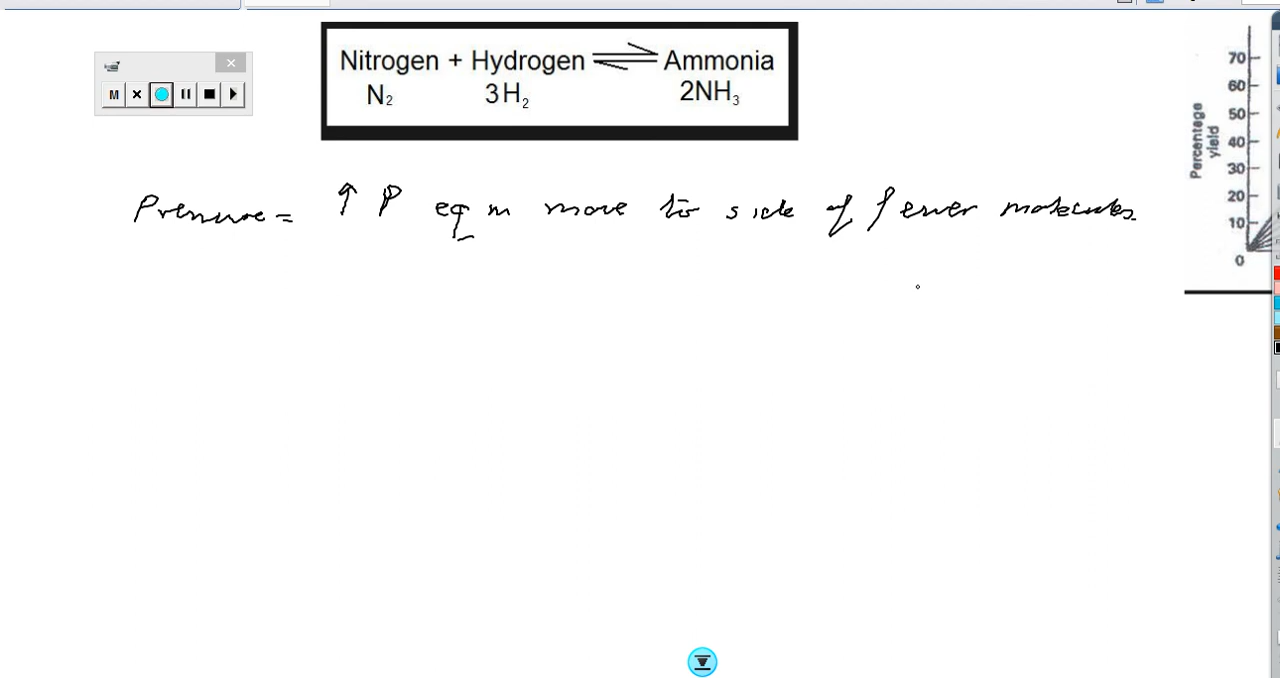 Nitrogen + Hydrogen ⇌ Ammonia
N₂ 3H₂ 2NH₃
M
Pressure = ↑ P eqm move to side of fewer molecules.
Percentage yield
70
60
50
40
30
20
10
0